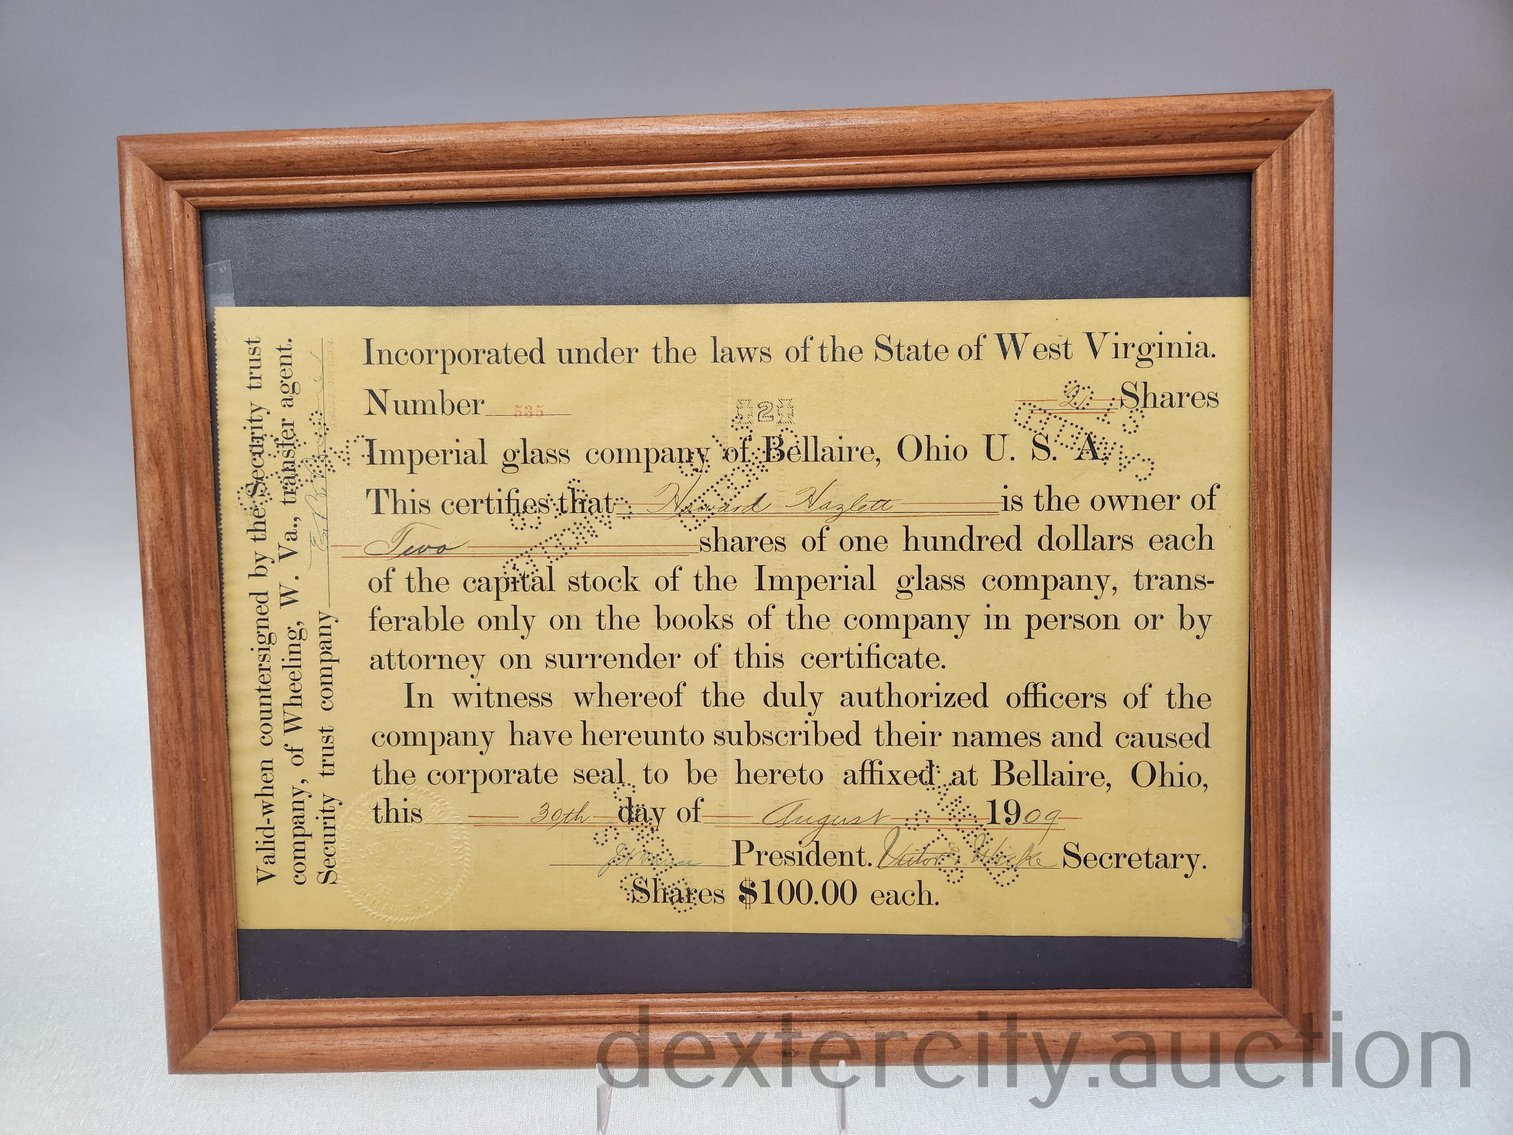 Valid when countersigned by the Security trust
company, of Wheeling, W. Va., transfer agent.
Security trust company
Incorporated under the laws of the State of West Virginia.
Number 535 2 2 Shares
Imperial glass company of Bellaire, Ohio U. S. A.
This certifies that Howard Hazlett is the owner of
Two shares of one hundred dollars each
of the capital stock of the Imperial glass company, trans-
ferable only on the books of the company in person or by
attorney on surrender of this certificate.
In witness whereof the duly authorized officers of the
company have hereunto subscribed their names and caused
the corporate seal to be hereto affixed at Bellaire, Ohio,
this 30th day of August 1909
President. Secretary.
Shares $100.00 each.
dextercity.auction